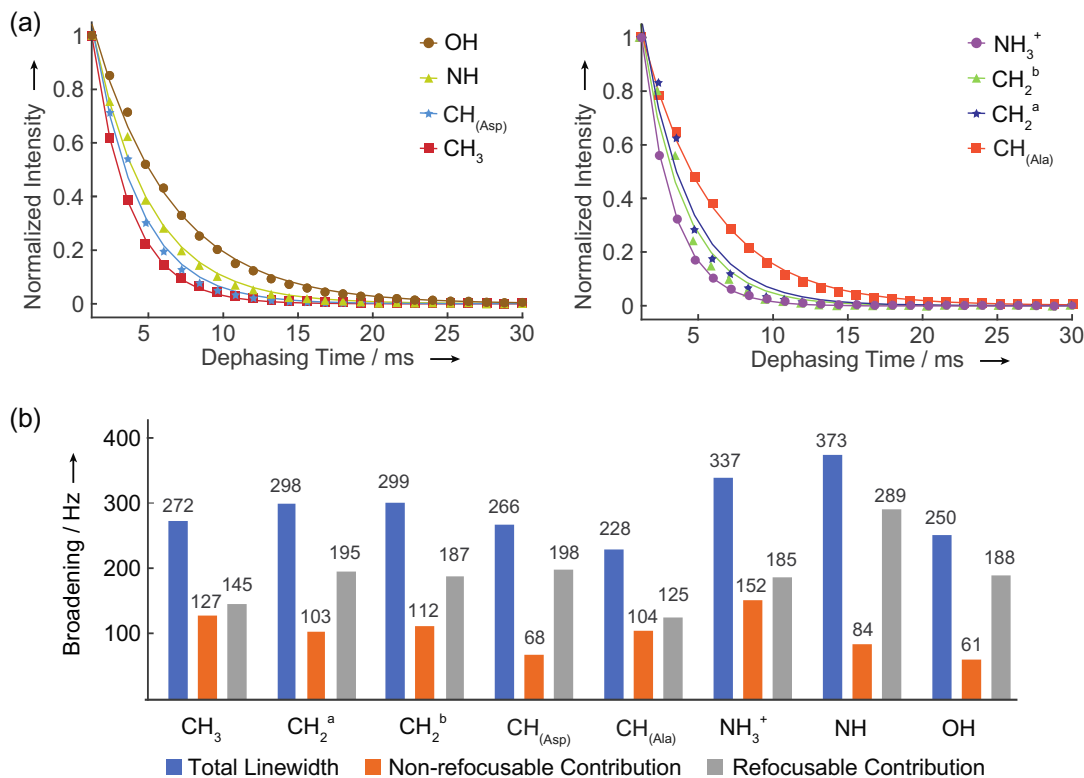 (a)
1
0.8
0.6
0.4
0.2
0
Normalized Intensity
5 10 15 20 25 30
Dephasing Time / ms
OH
NH
CH(Asp)
CH3
1
0.8
0.6
0.4
0.2
0
Normalized Intensity
5 10 15 20 25 30
Dephasing Time / ms
NH3+
CH2b
CH2a
CH(Ala)
(b)
Broadening / Hz
400
300
200
100
272 127 145
298 103 195
299 112 187
266 68 198
228 104 125
337 152 185
373 84 289
250 61 188
CH3 CH2a CH2b CH(Asp) CH(Ala) NH3+ NH OH
Total Linewidth Non-refocusable Contribution Refocusable Contribution